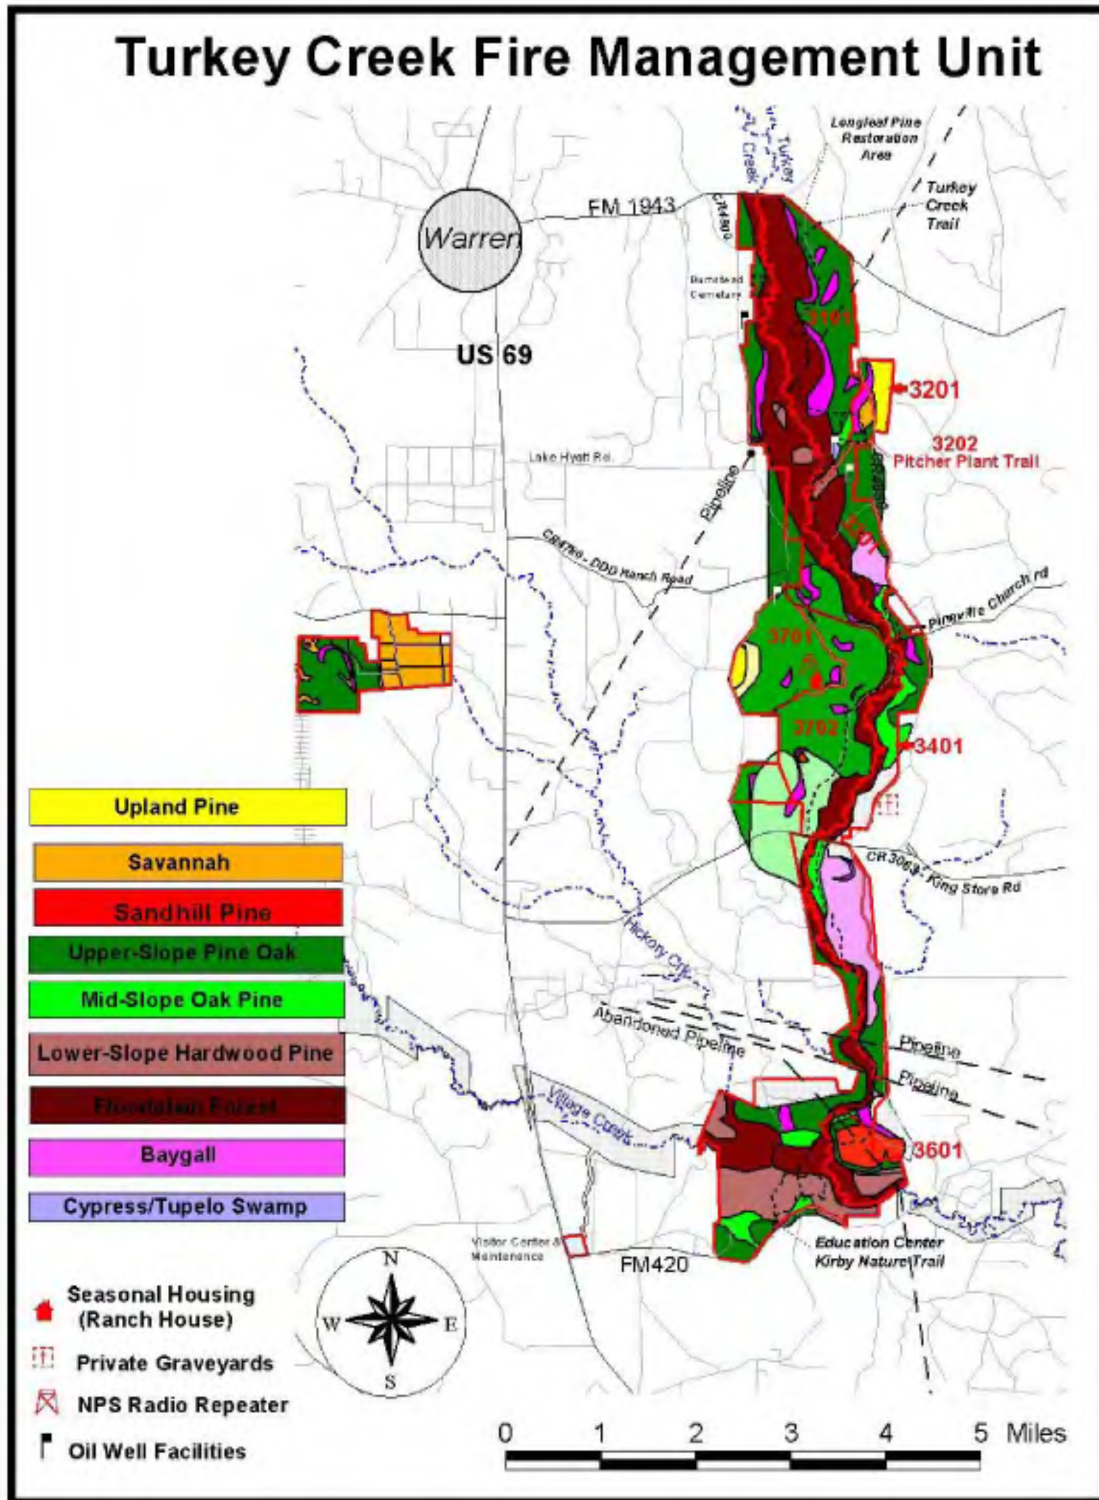 Turkey Creek Fire Management Unit
Longleaf Pine
Restoration
Area
Turkey
Creek
Turkey
Creek
Trail
FM 1943
Warren
Bumstead
Cemetery
3101
US 69
3201
3202
Pitcher Plant Trail
Lake Hyatt Rd.
Pipeline
CR4780 - DDD Ranch Road
Pineville Church rd
3701
3702
3401
Upland Pine
Savannah
Sandhill Pine
Upper-Slope Pine Oak
Mid-Slope Oak Pine
Lower-Slope Hardwood Pine
Floodplain Forest
Baygall
Cypress/Tupelo Swamp
CR 3063 - King Store Rd
Hickory Crk
Abandoned Pipeline
Pipeline
Pipeline
Village Creek
3601
Visitor Center &
Maintenance
FM420
Education Center
Kirby Nature Trail
N
W
E
S
Seasonal Housing
(Ranch House)
Private Graveyards
NPS Radio Repeater
Oil Well Facilities
0 1 2 3 4 5 Miles